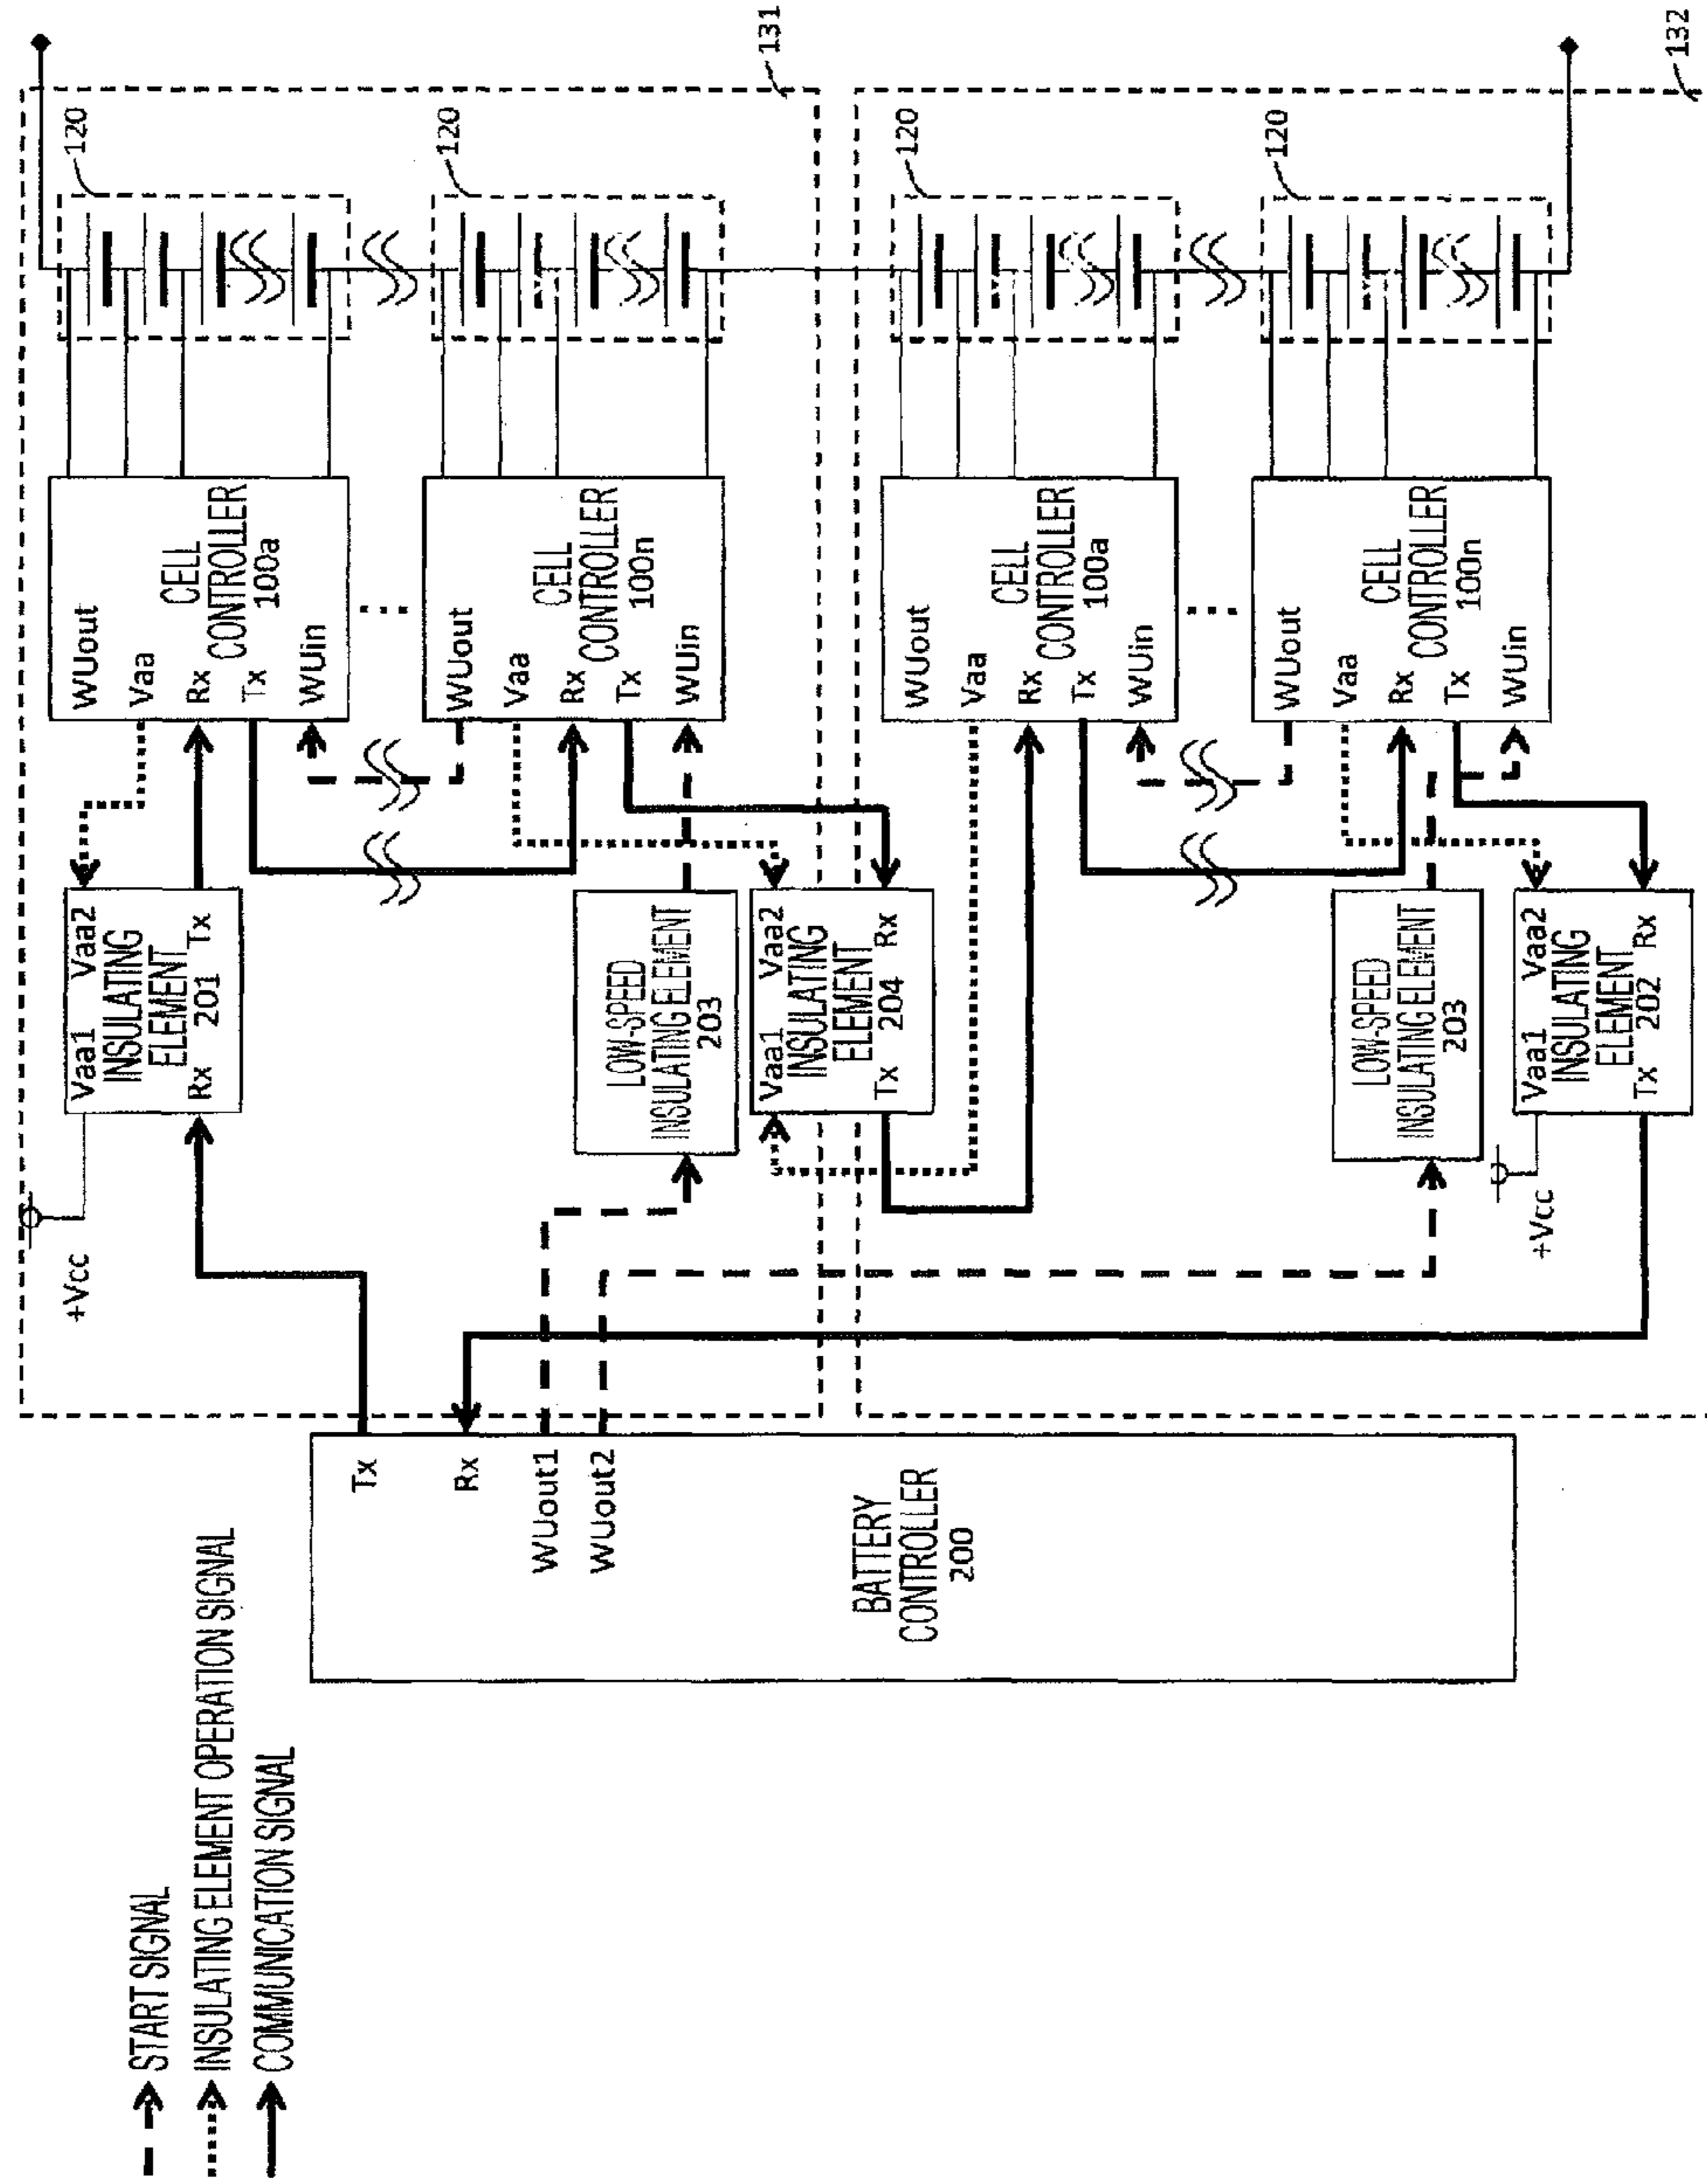 START SIGNAL
INSULATING ELEMENT OPERATION SIGNAL
COMMUNICATION SIGNAL
BATTERY
CONTROLLER
200
Tx
Rx
WUout1
WUout2
+Vcc
Vaa1 Vaa2
INSULATING
ELEMENT
201
Rx
Tx
LOW-SPEED
INSULATING ELEMENT
203
Vaa1 Vaa2
INSULATING
ELEMENT
204
Tx
Rx
LOW-SPEED
INSULATING ELEMENT
203
+Vcc
Vaa1 Vaa2
INSULATING
ELEMENT
202
Tx
Rx
WUout
Vaa
Rx
Tx
WUin
CELL
CONTROLLER
100a
WUout
Vaa
Rx
Tx
WUin
CELL
CONTROLLER
100n
WUout
Vaa
Rx
Tx
WUin
CELL
CONTROLLER
100a
WUout
Vaa
Rx
Tx
WUin
CELL
CONTROLLER
100n
120
120
120
120
131
132